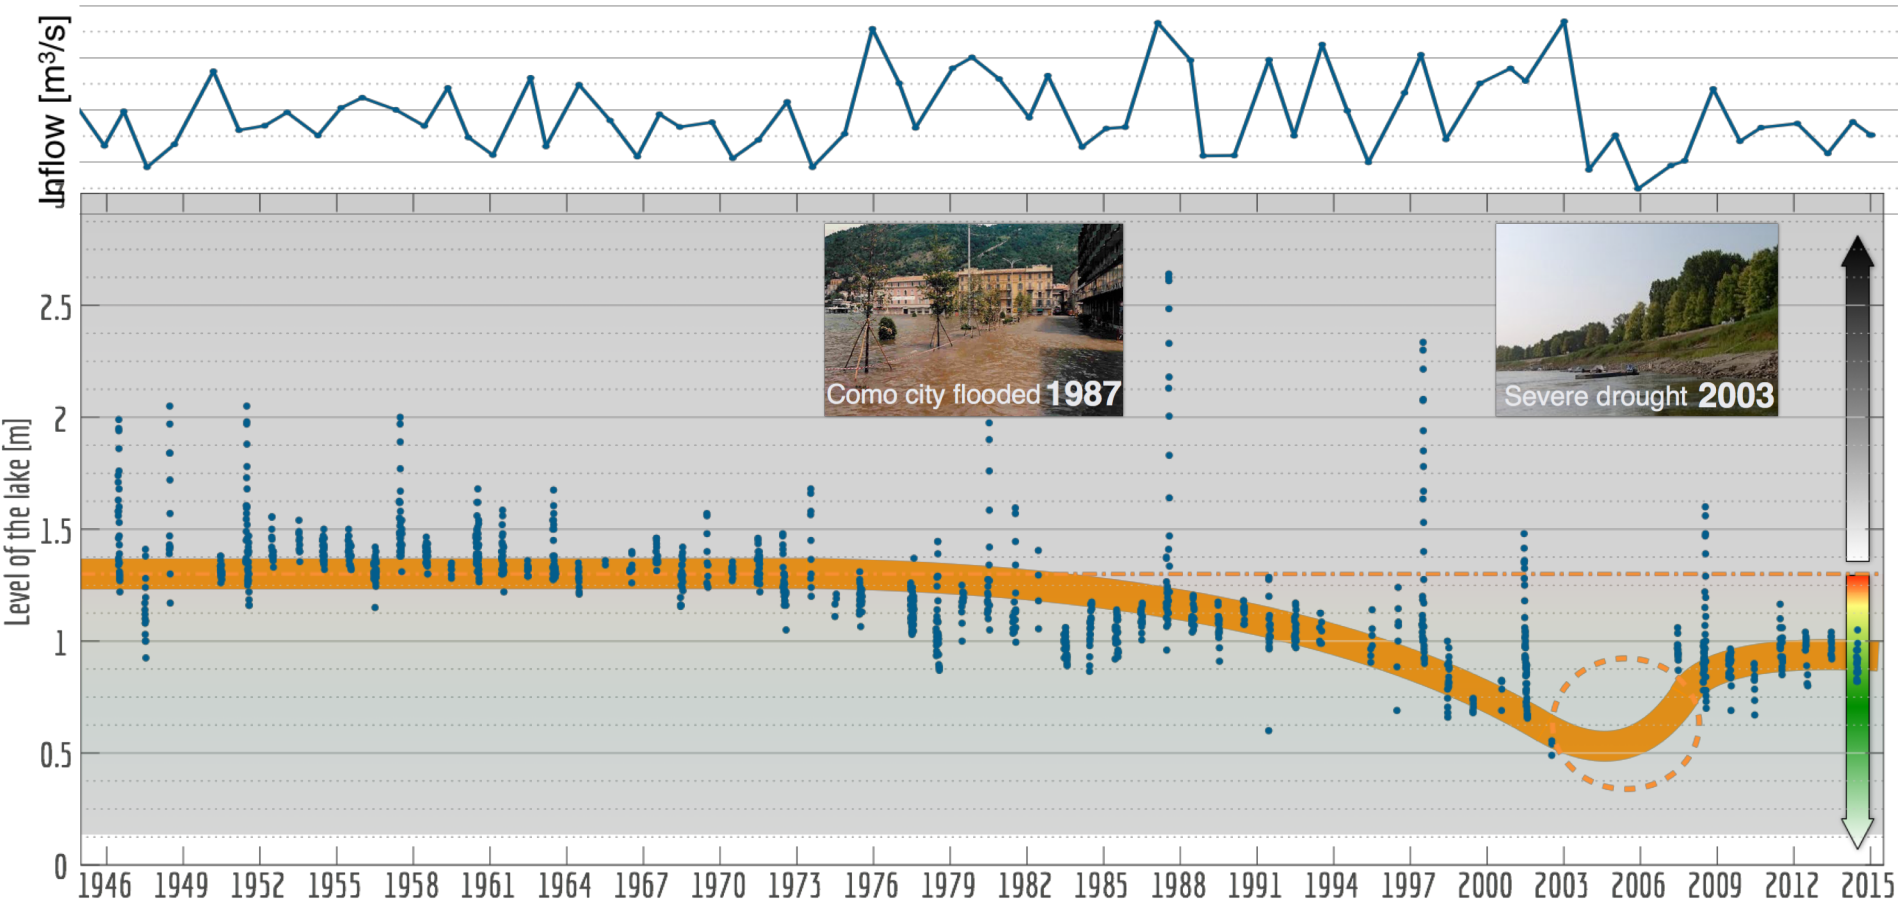 Inflow [m³/s]
Como city flooded 1987
Severe drought 2003
Level of the lake [m]
2.5
2
1.5
1
0.5
0
1946 1949 1952 1955 1958 1961 1964 1967 1970 1973 1976 1979 1982 1985 1988 1991 1994 1997 2000 2003 2006 2009 2012 2015